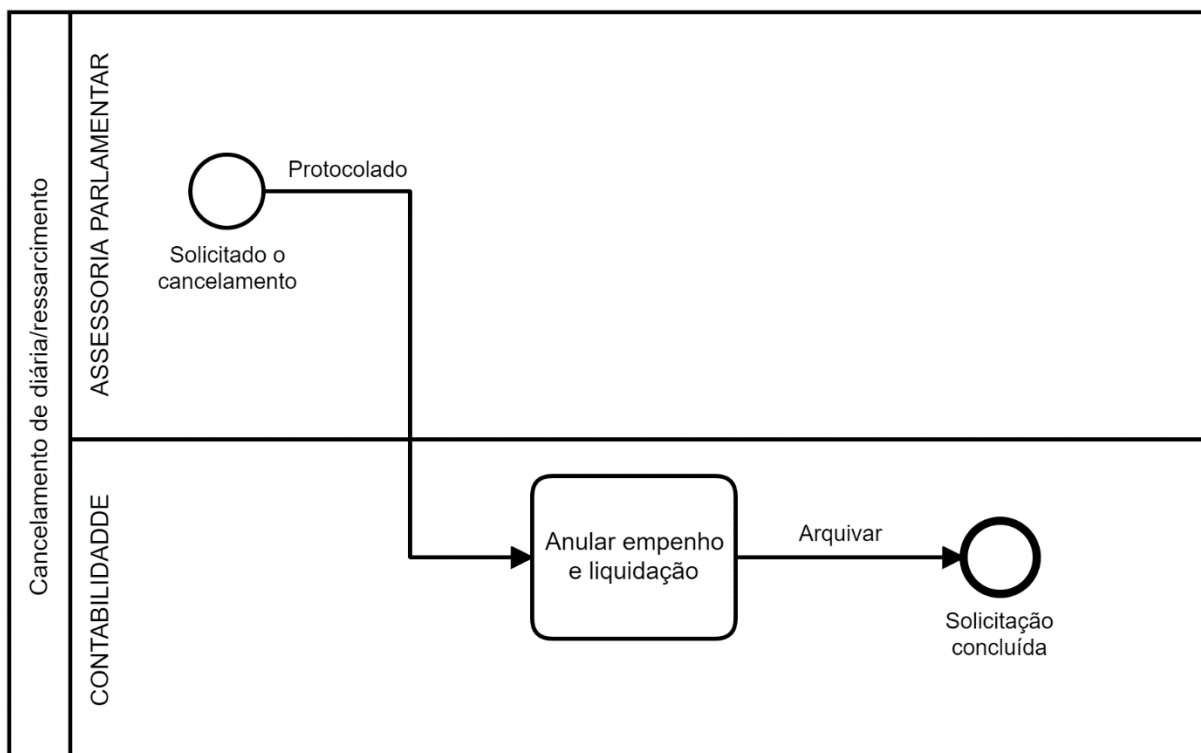 Cancelamento de diária/ressarcimento
ASSESSORIA PARLAMENTAR
Protocolado
Solicitado o
cancelamento
CONTABILIDADDE
Anular empenho
e liquidação
Arquivar
Solicitação
concluída